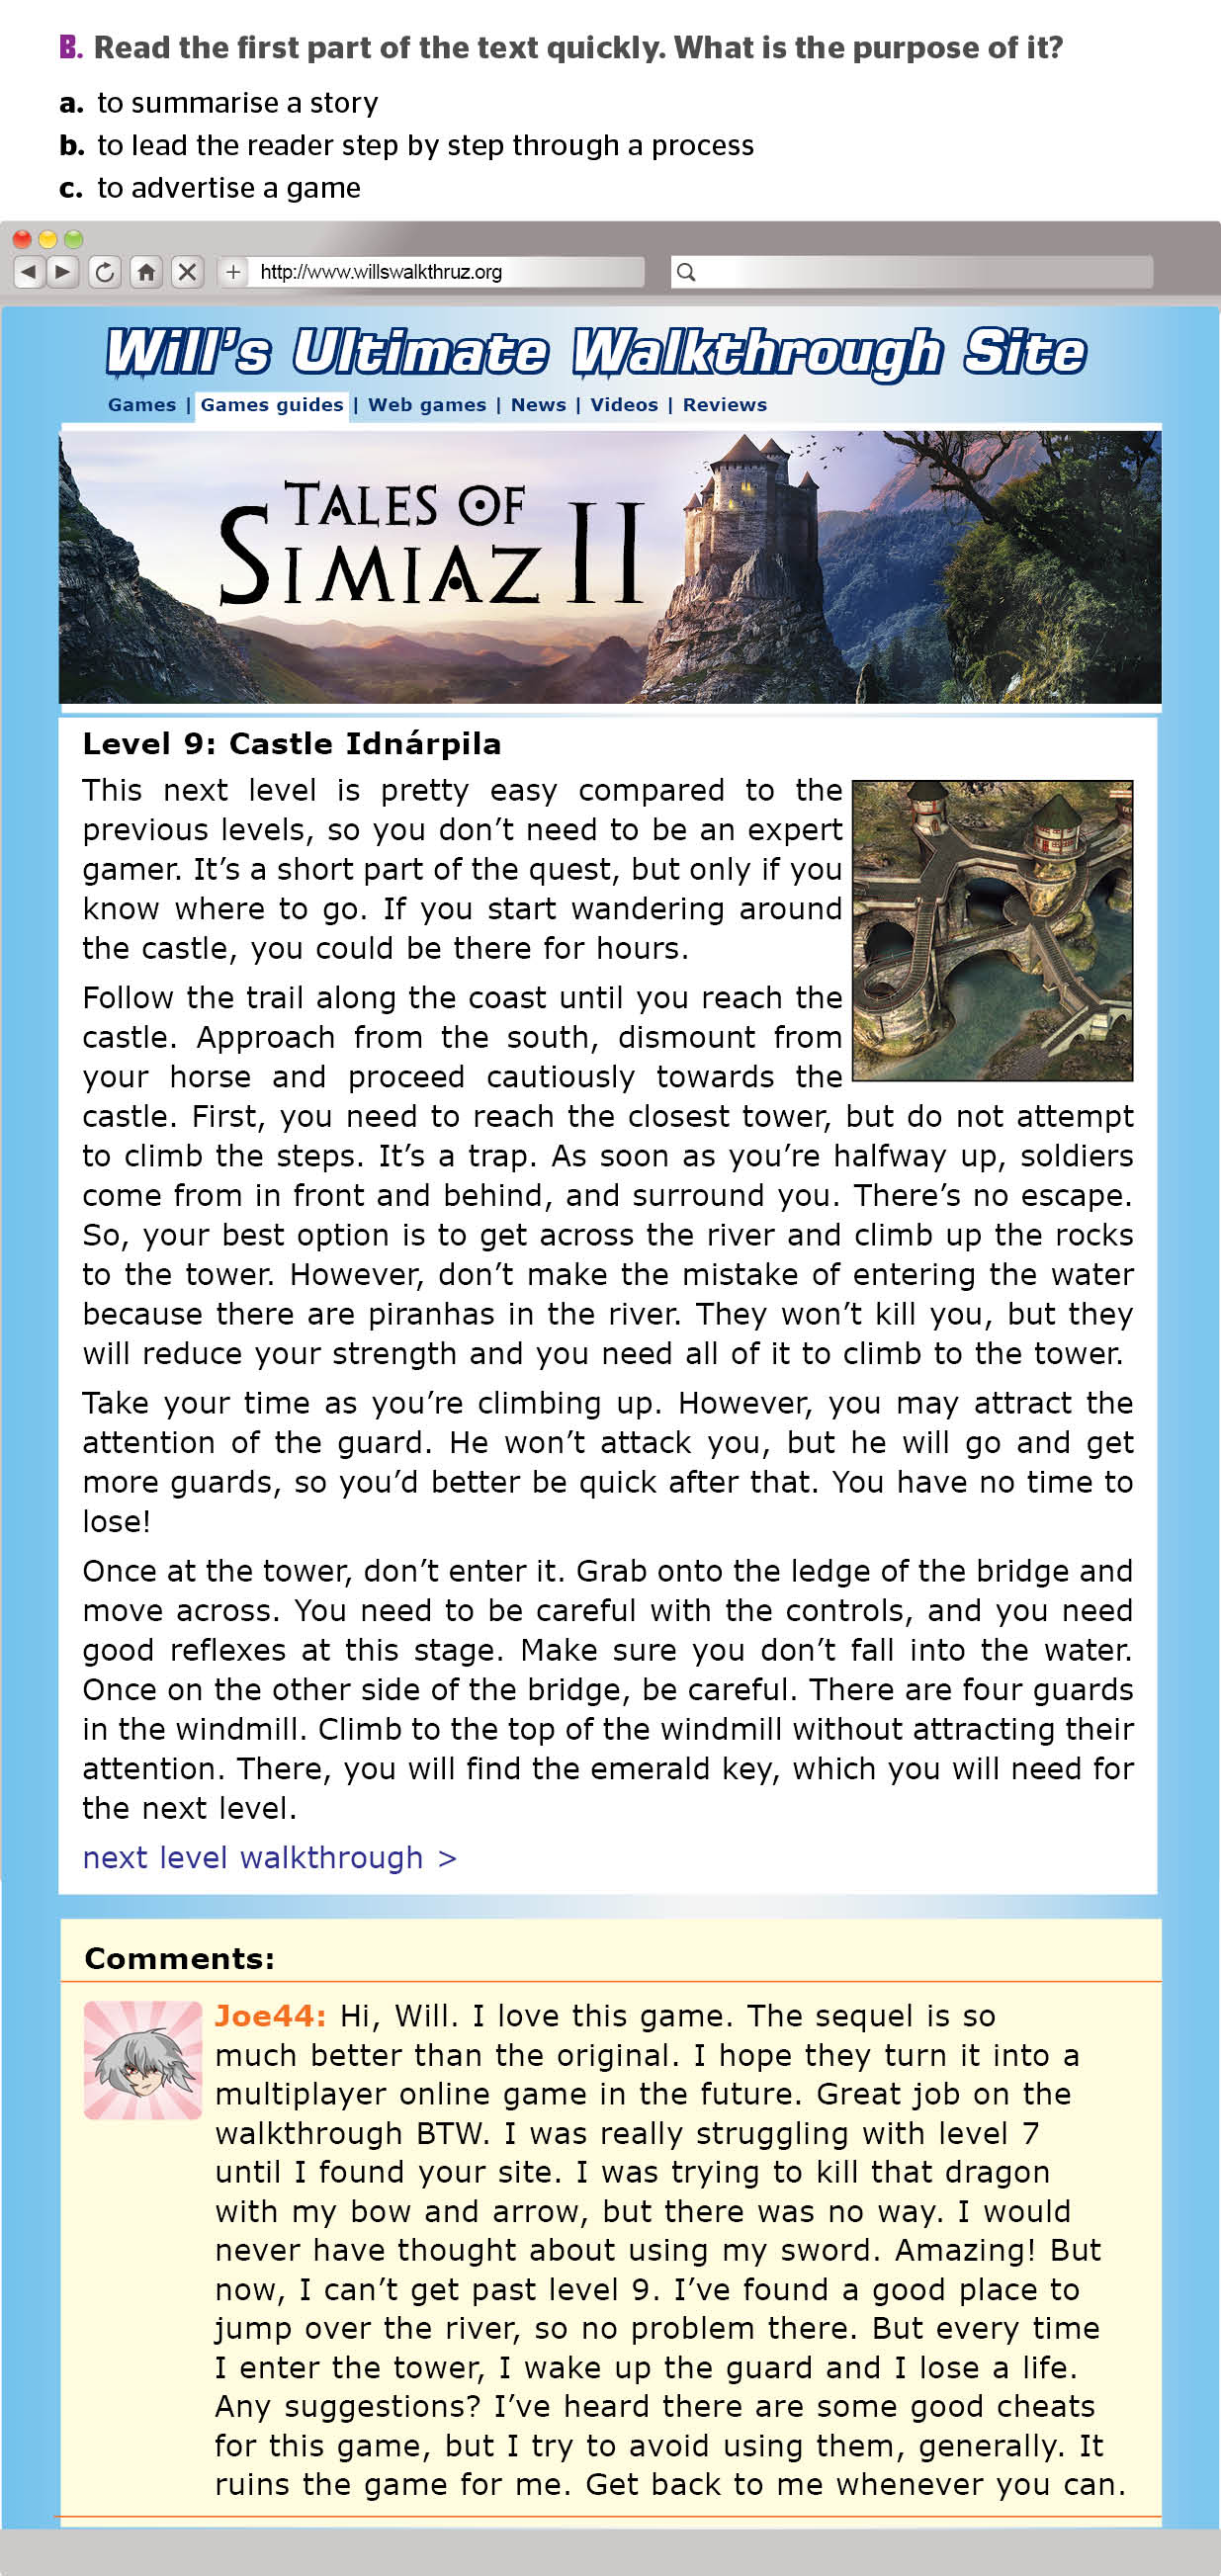 B. Read the first part of the text quickly. What is the purpose of it?
a. to summarise a story
b. to lead the reader step by step through a process
c. to advertise a game
http://www.willswalkthruz.org
Will's Ultimate Walkthrough Site
Games | Games guides | Web games | News | Videos | Reviews
TALES OF
SIMIAZ II
Level 9: Castle Idnárpila
This next level is pretty easy compared to the
previous levels, so you don't need to be an expert
gamer. It's a short part of the quest, but only if you
know where to go. If you start wandering around
the castle, you could be there for hours.
Follow the trail along the coast until you reach the
castle. Approach from the south, dismount from
your horse and proceed cautiously towards the
castle. First, you need to reach the closest tower, but do not attempt
to climb the steps. It's a trap. As soon as you're halfway up, soldiers
come from in front and behind, and surround you. There's no escape.
So, your best option is to get across the river and climb up the rocks
to the tower. However, don't make the mistake of entering the water
because there are piranhas in the river. They won't kill you, but they
will reduce your strength and you need all of it to climb to the tower.
Take your time as you're climbing up. However, you may attract the
attention of the guard. He won't attack you, but he will go and get
more guards, so you'd better be quick after that. You have no time to
lose!
Once at the tower, don't enter it. Grab onto the ledge of the bridge and
move across. You need to be careful with the controls, and you need
good reflexes at this stage. Make sure you don't fall into the water.
Once on the other side of the bridge, be careful. There are four guards
in the windmill. Climb to the top of the windmill without attracting their
attention. There, you will find the emerald key, which you will need for
the next level.
next level walkthrough >
Comments:
Joe44: Hi, Will. I love this game. The sequel is so
much better than the original. I hope they turn it into a
multiplayer online game in the future. Great job on the
walkthrough BTW. I was really struggling with level 7
until I found your site. I was trying to kill that dragon
with my bow and arrow, but there was no way. I would
never have thought about using my sword. Amazing! But
now, I can't get past level 9. I've found a good place to
jump over the river, so no problem there. But every time
I enter the tower, I wake up the guard and I lose a life.
Any suggestions? I've heard there are some good cheats
for this game, but I try to avoid using them, generally. It
ruins the game for me. Get back to me whenever you can.